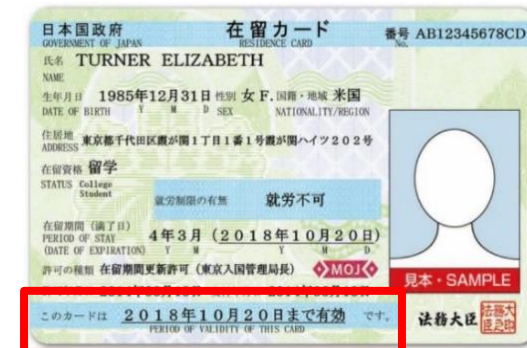 日本国政府 在留カード 番号 AB12345678CD
GOVERNMENT OF JAPAN RESIDENCE CARD No.
氏名 TURNER ELIZABETH
NAME
生年月日 1985年12月31日 性別 女 F. 国籍・地域 米国
DATE OF BIRTH Y M D SEX NATIONALITY/REGION
住居地 東京都千代田区霞が関1丁目1番1号霞が関ハイツ202号
ADDRESS
在留資格 留学
STATUS College
Student
就労制限の有無 就労不可
在留期間(満了日) 4年3月(2018年10月20日)
PERIOD OF STAY
(DATE OF EXPIRATION) Y M Y M D
許可の種類 在留期間更新許可(東京入国管理局長) MOJ
見本・SAMPLE
このカードは 2018年10月20日まで有効 です。
PERIOD OF VALIDITY OF THIS CARD
法務大臣